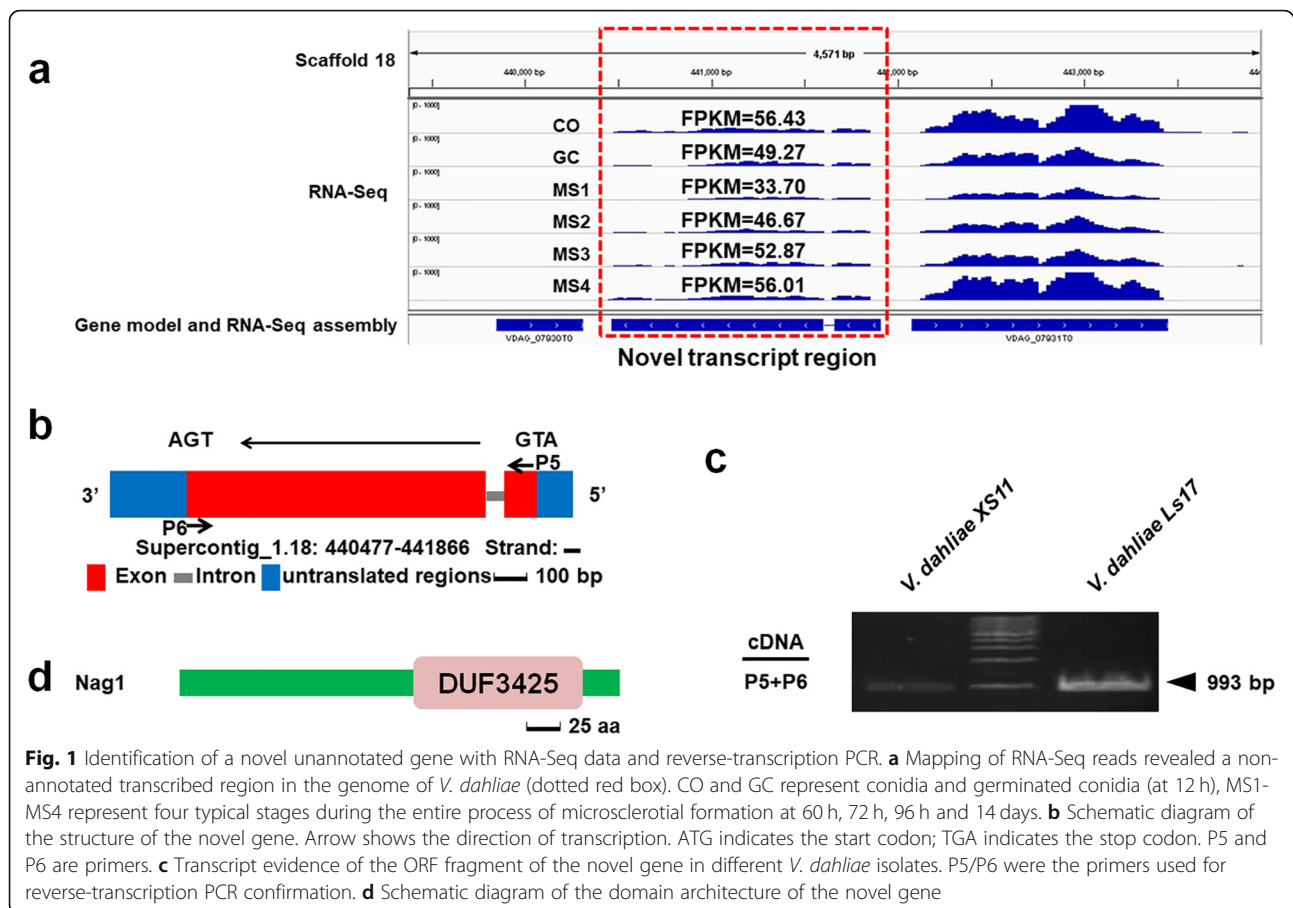 a
Scaffold 18
4,571 bp
440,000 bp 441,000 bp 442,000 bp 443,000 bp 444
[0 - 1000]
CO FPKM=56.43
[0 - 1000]
GC FPKM=49.27
[0 - 1000]
RNA-Seq MS1 FPKM=33.70
[0 - 1000]
MS2 FPKM=46.67
[0 - 1000]
MS3 FPKM=52.87
[0 - 1000]
MS4 FPKM=56.01
Gene model and RNA-Seq assembly
VDAG_07930T0 VDAG_07931T0
Novel transcript region
b
AGT GTA
P5
3' 5'
P6
Supercontig_1.18: 440477-441866 Strand: –
Exon Intron untranslated regions 100 bp
c
V. dahliae XS11 V. dahliae Ls17
cDNA
P5+P6 993 bp
d Nag1 DUF3425
25 aa
Fig. 1 Identification of a novel unannotated gene with RNA-Seq data and reverse-transcription PCR. a Mapping of RNA-Seq reads revealed a non-
annotated transcribed region in the genome of V. dahliae (dotted red box). CO and GC represent conidia and germinated conidia (at 12 h), MS1-
MS4 represent four typical stages during the entire process of microsclerotial formation at 60 h, 72 h, 96 h and 14 days. b Schematic diagram of
the structure of the novel gene. Arrow shows the direction of transcription. ATG indicates the start codon; TGA indicates the stop codon. P5 and
P6 are primers. c Transcript evidence of the ORF fragment of the novel gene in different V. dahliae isolates. P5/P6 were the primers used for
reverse-transcription PCR confirmation. d Schematic diagram of the domain architecture of the novel gene